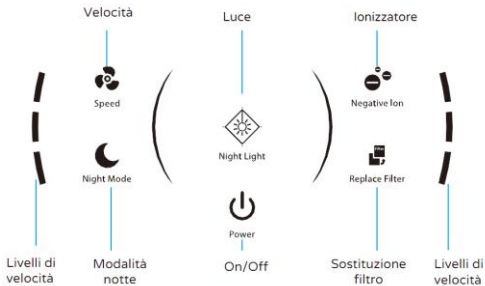 Velocità
Luce
Ionizzatore
Speed
Negative Ion
Night Light
Night Mode
Replace Filter
Power
Livelli di
velocità
Modalità
notte
On/Off
Sostituzione
filtro
Livelli di
velocità